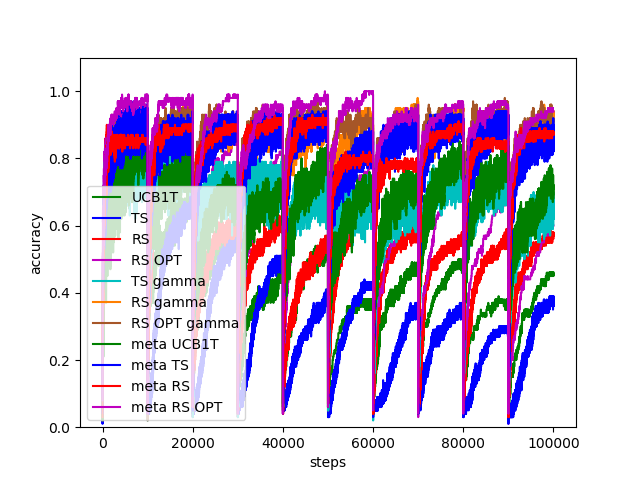 1.0
0.8
0.6
0.4
0.2
0.0
accuracy
UCB1T
TS
RS
RS OPT
TS gamma
RS gamma
RS OPT gamma
meta UCB1T
meta TS
meta RS
meta RS OPT
0 20000 40000 60000 80000 100000
steps